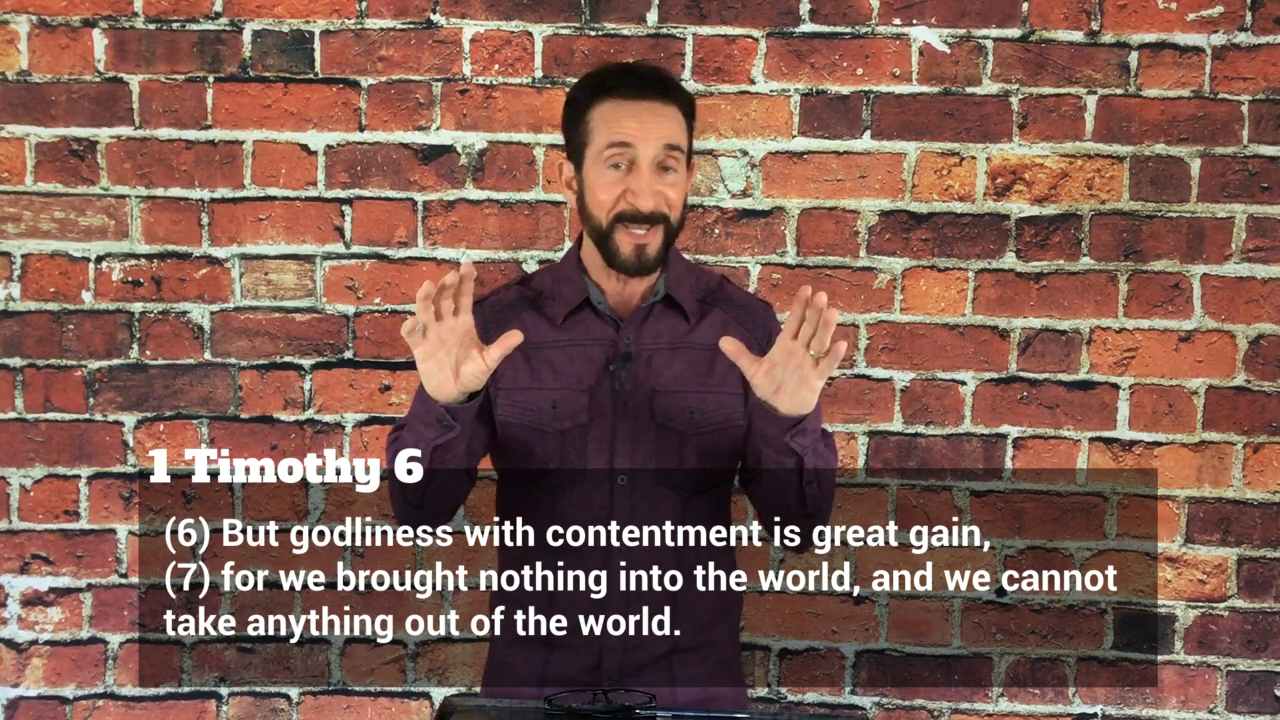 1 Timothy 6
(6) But godliness with contentment is great gain,
(7) for we brought nothing into the world, and we cannot
take anything out of the world.